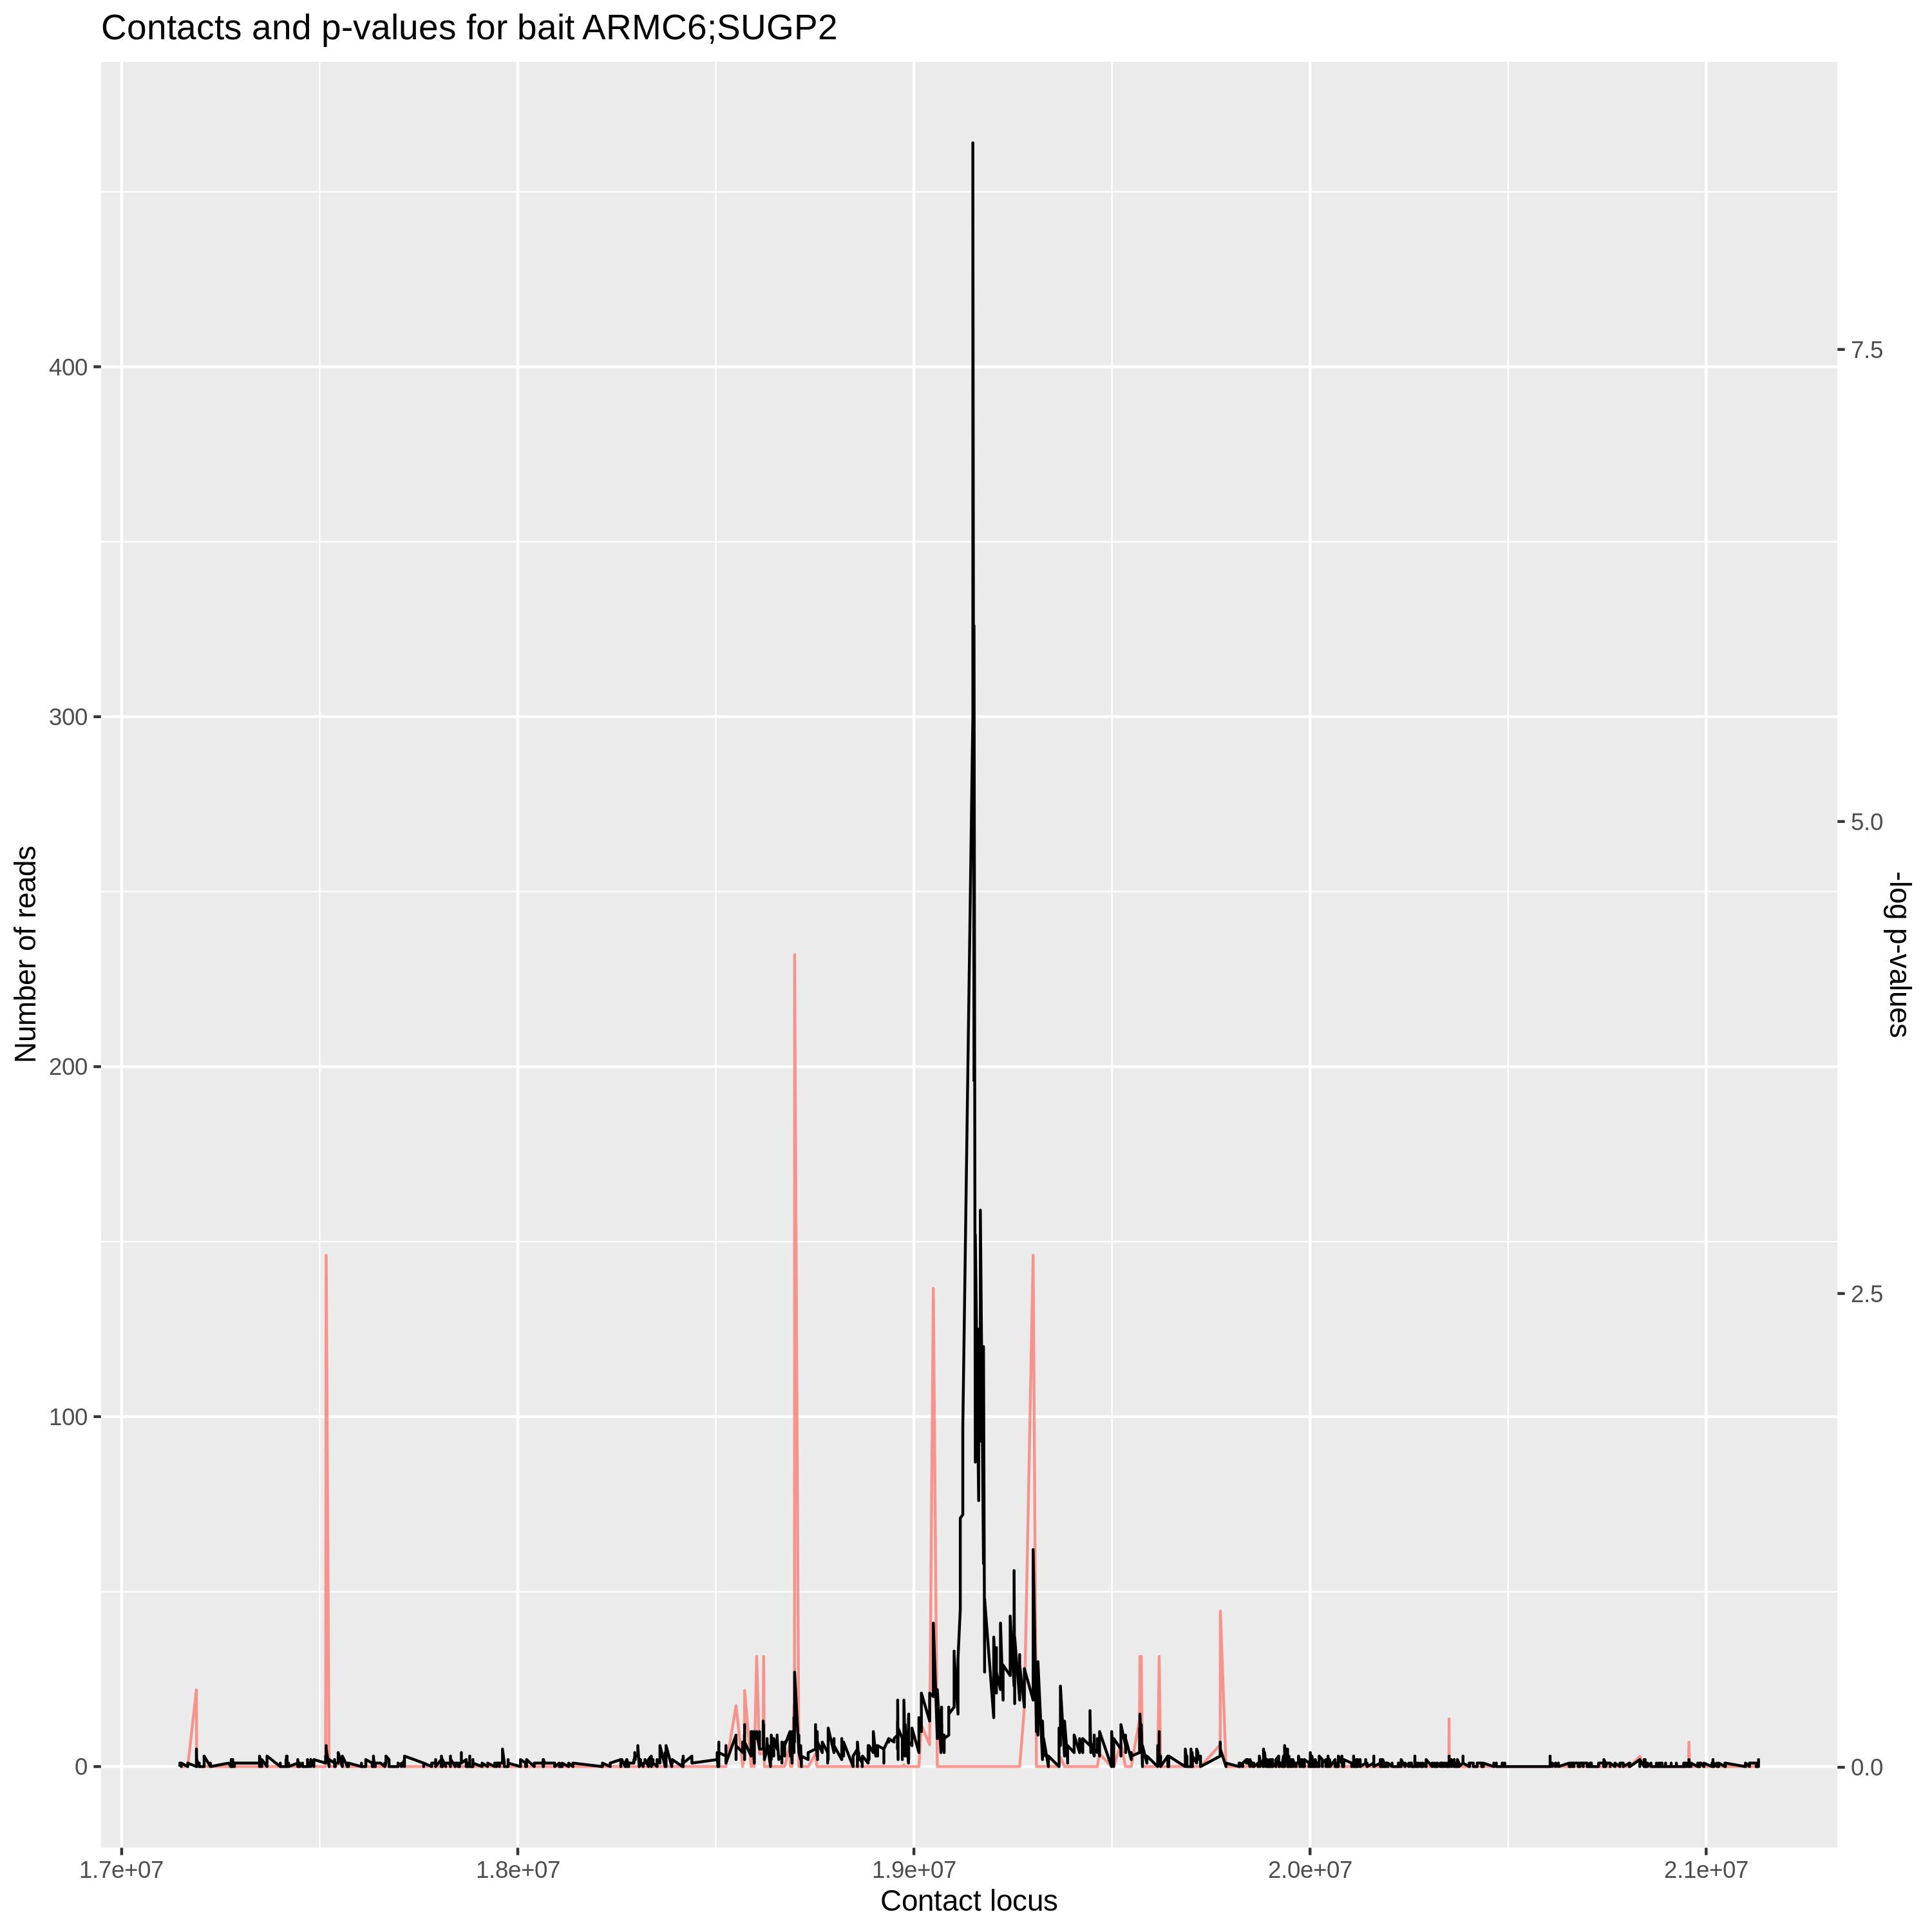 Contacts and p-values for bait ARMC6;SUGP2
Number of reads
400
300
200
100
0
7.5
5.0
2.5
0.0
-log p-values
1.7e+07
1.8e+07
1.9e+07
2.0e+07
2.1e+07
Contact locus